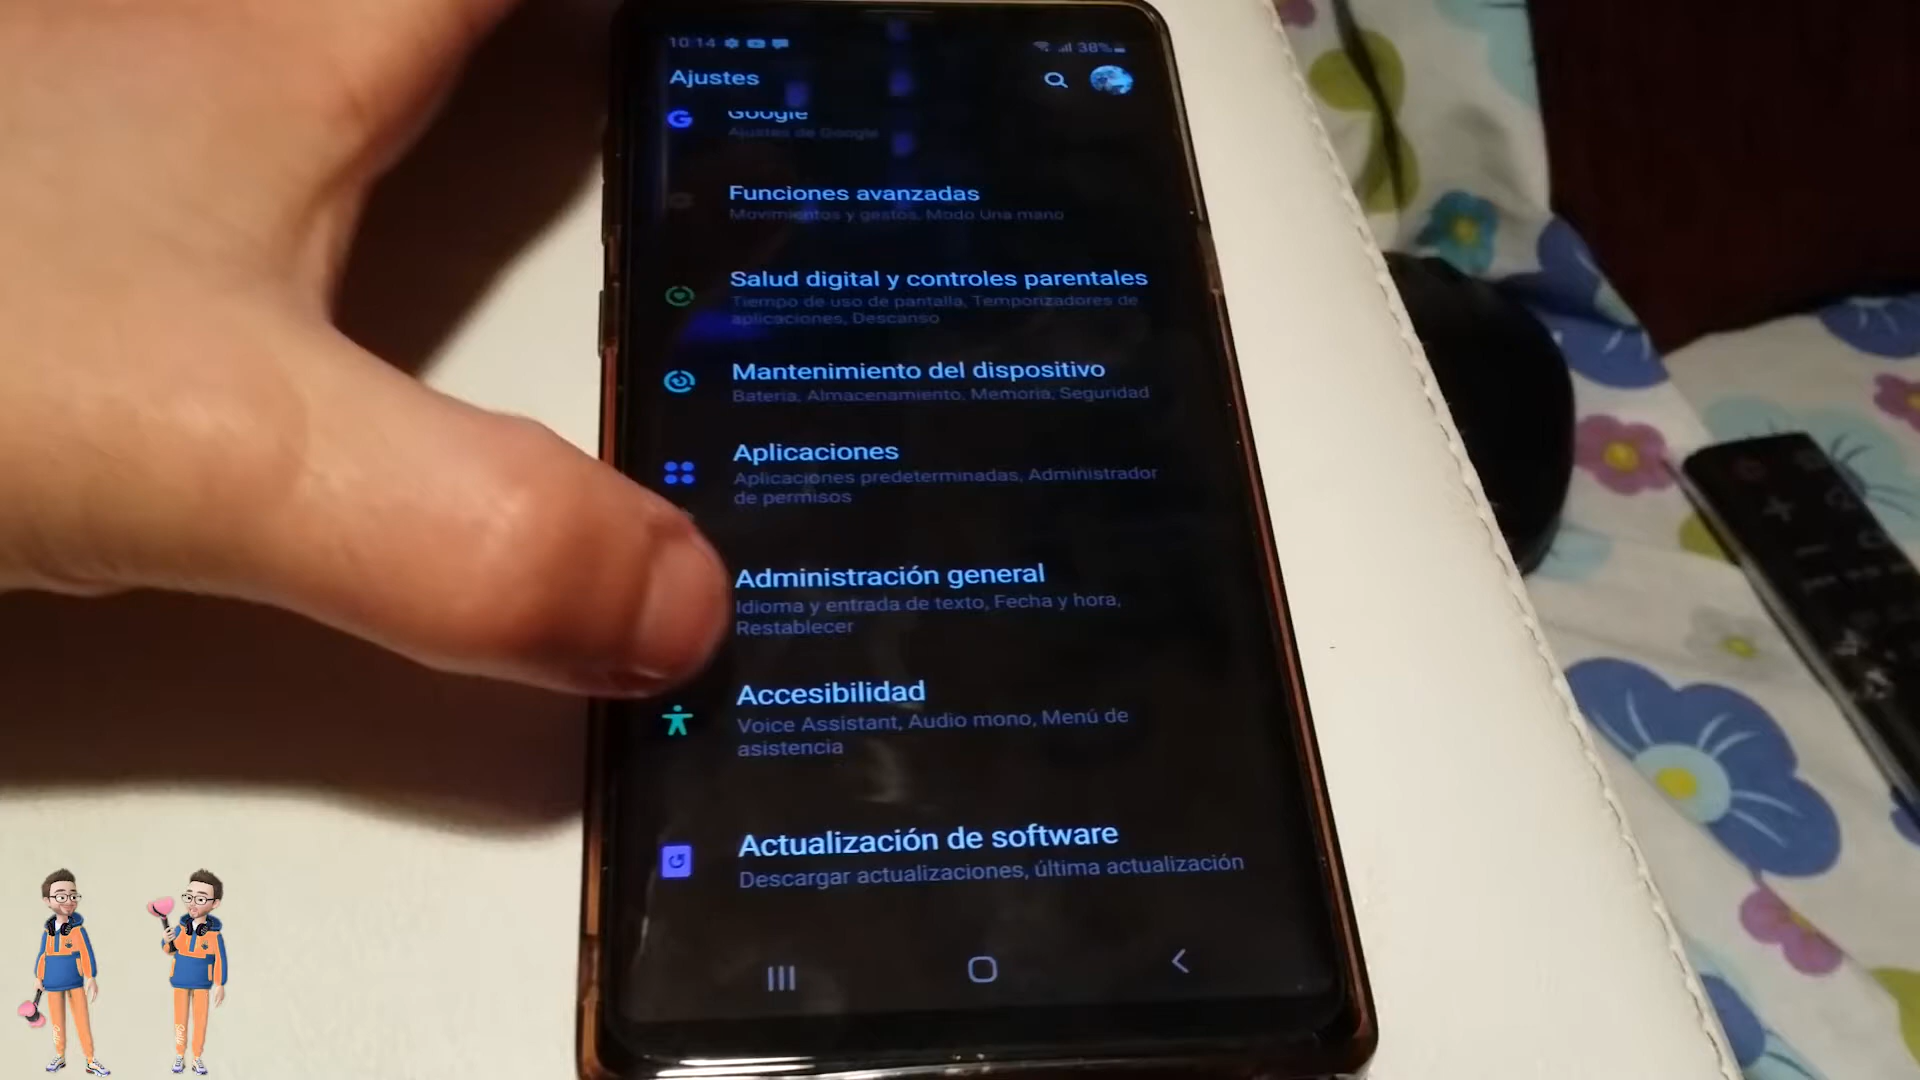 10:14
38%
Ajustes
Google
Ajustes de Google
Funciones avanzadas
Movimientos y gestos, Modo Una mano
Salud digital y controles parentales
Tiempo de uso de pantalla, Temporizadores de
aplicaciones, Descanso
Mantenimiento del dispositivo
Batería, Almacenamiento, Memoria, Seguridad
Aplicaciones
Aplicaciones predeterminadas, Administrador
de permisos
Administración general
Idioma y entrada de texto, Fecha y hora,
Restablecer
Accesibilidad
Voice Assistant, Audio mono, Menú de
asistencia
Actualización de software
Descargar actualizaciones, última actualización